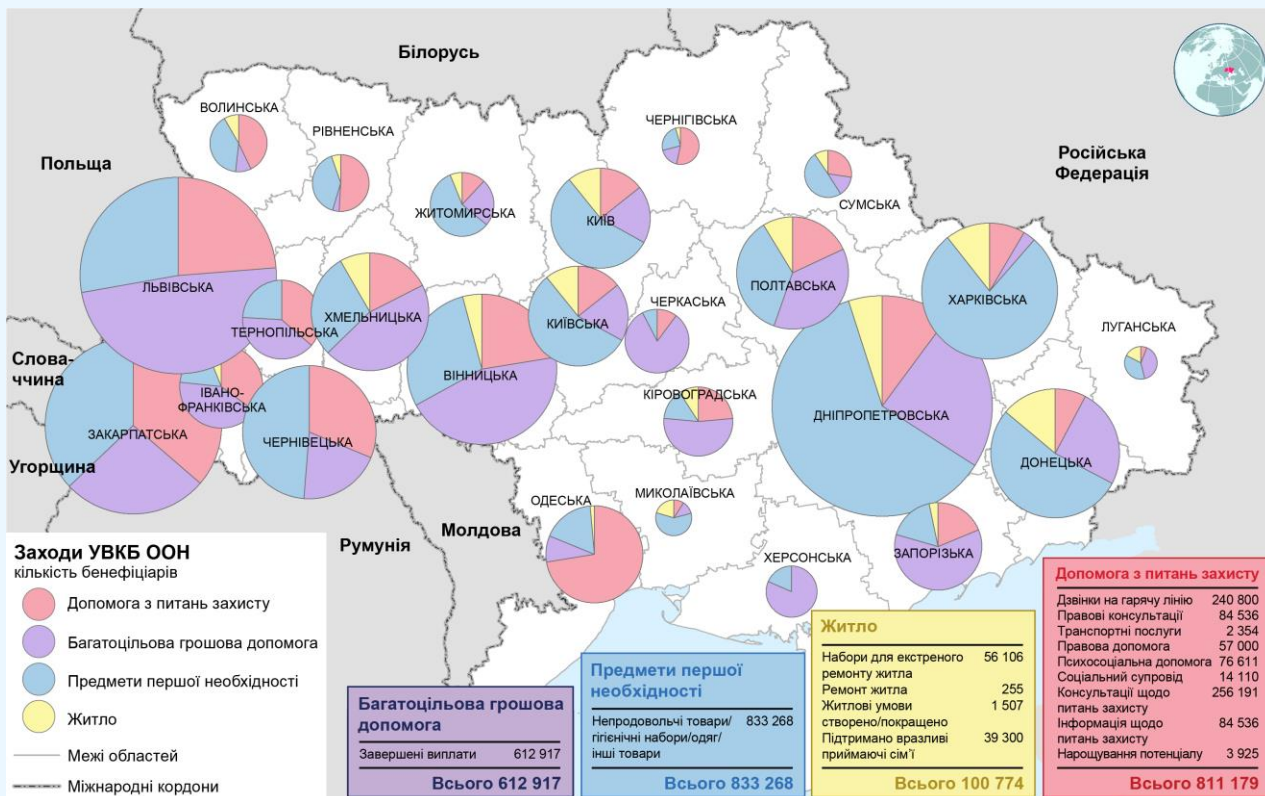 Білорусь
ВОЛИНСЬКА
РІВНЕНСЬКА
ЧЕРНІГІВСЬКА
Польща
Російська
Федерація
ЖИТОМИРСЬКА
КИЇВ
СУМСЬКА
ЛЬВІВСЬКА
ТЕРНОПІЛЬСЬКА
ХМЕЛЬНИЦЬКА
КИЇВСЬКА
ЧЕРКАСЬКА
ПОЛТАВСЬКА
ХАРКІВСЬКА
ЛУГАНСЬКА
Слова-
ччина
ІВАНО-
ФРАНКІВСЬКА
ВІННИЦЬКА
КІРОВОГРАДСЬКА
ДНІПРОПЕТРОВСЬКА
ЗАКАРПАТСЬКА
ЧЕРНІВЕЦЬКА
ДОНЕЦЬКА
Угорщина
ОДЕСЬКА
МИКОЛАЇВСЬКА
Молдова
Румунія
ЗАПОРІЗЬКА
ХЕРСОНСЬКА
Заходи УВКБ ООН
кількість бенефіціарів
Допомога з питань захисту
Багатоцільова грошова допомога
Предмети першої необхідності
Житло
Межі областей
Міжнародні кордони
Багатоцільова грошова
допомога
Завершені виплати 612 917
Всього 612 917
Предмети першої
необхідності
Непродовольчі товари/ 833 268
гігієнічні набори/одяг/
інші товари
Всього 833 268
Житло
Набори для екстреного 56 106
ремонту житла
Ремонт житла 255
Житлові умови 1 507
створено/покращено
Підтримано вразливі 39 300
приймаючі сім’ї
Всього 100 774
Допомога з питань захисту
Дзвінки на гарячу лінію 240 800
Правові консультації 84 536
Транспортні послуги 2 354
Правова допомога 57 000
Психосоціальна допомога 76 611
Соціальний супровід 14 110
Консультації щодо 256 191
питань захисту
Інформація щодо 84 536
питань захисту
Нарощування потенціалу 3 925
Всього 811 179